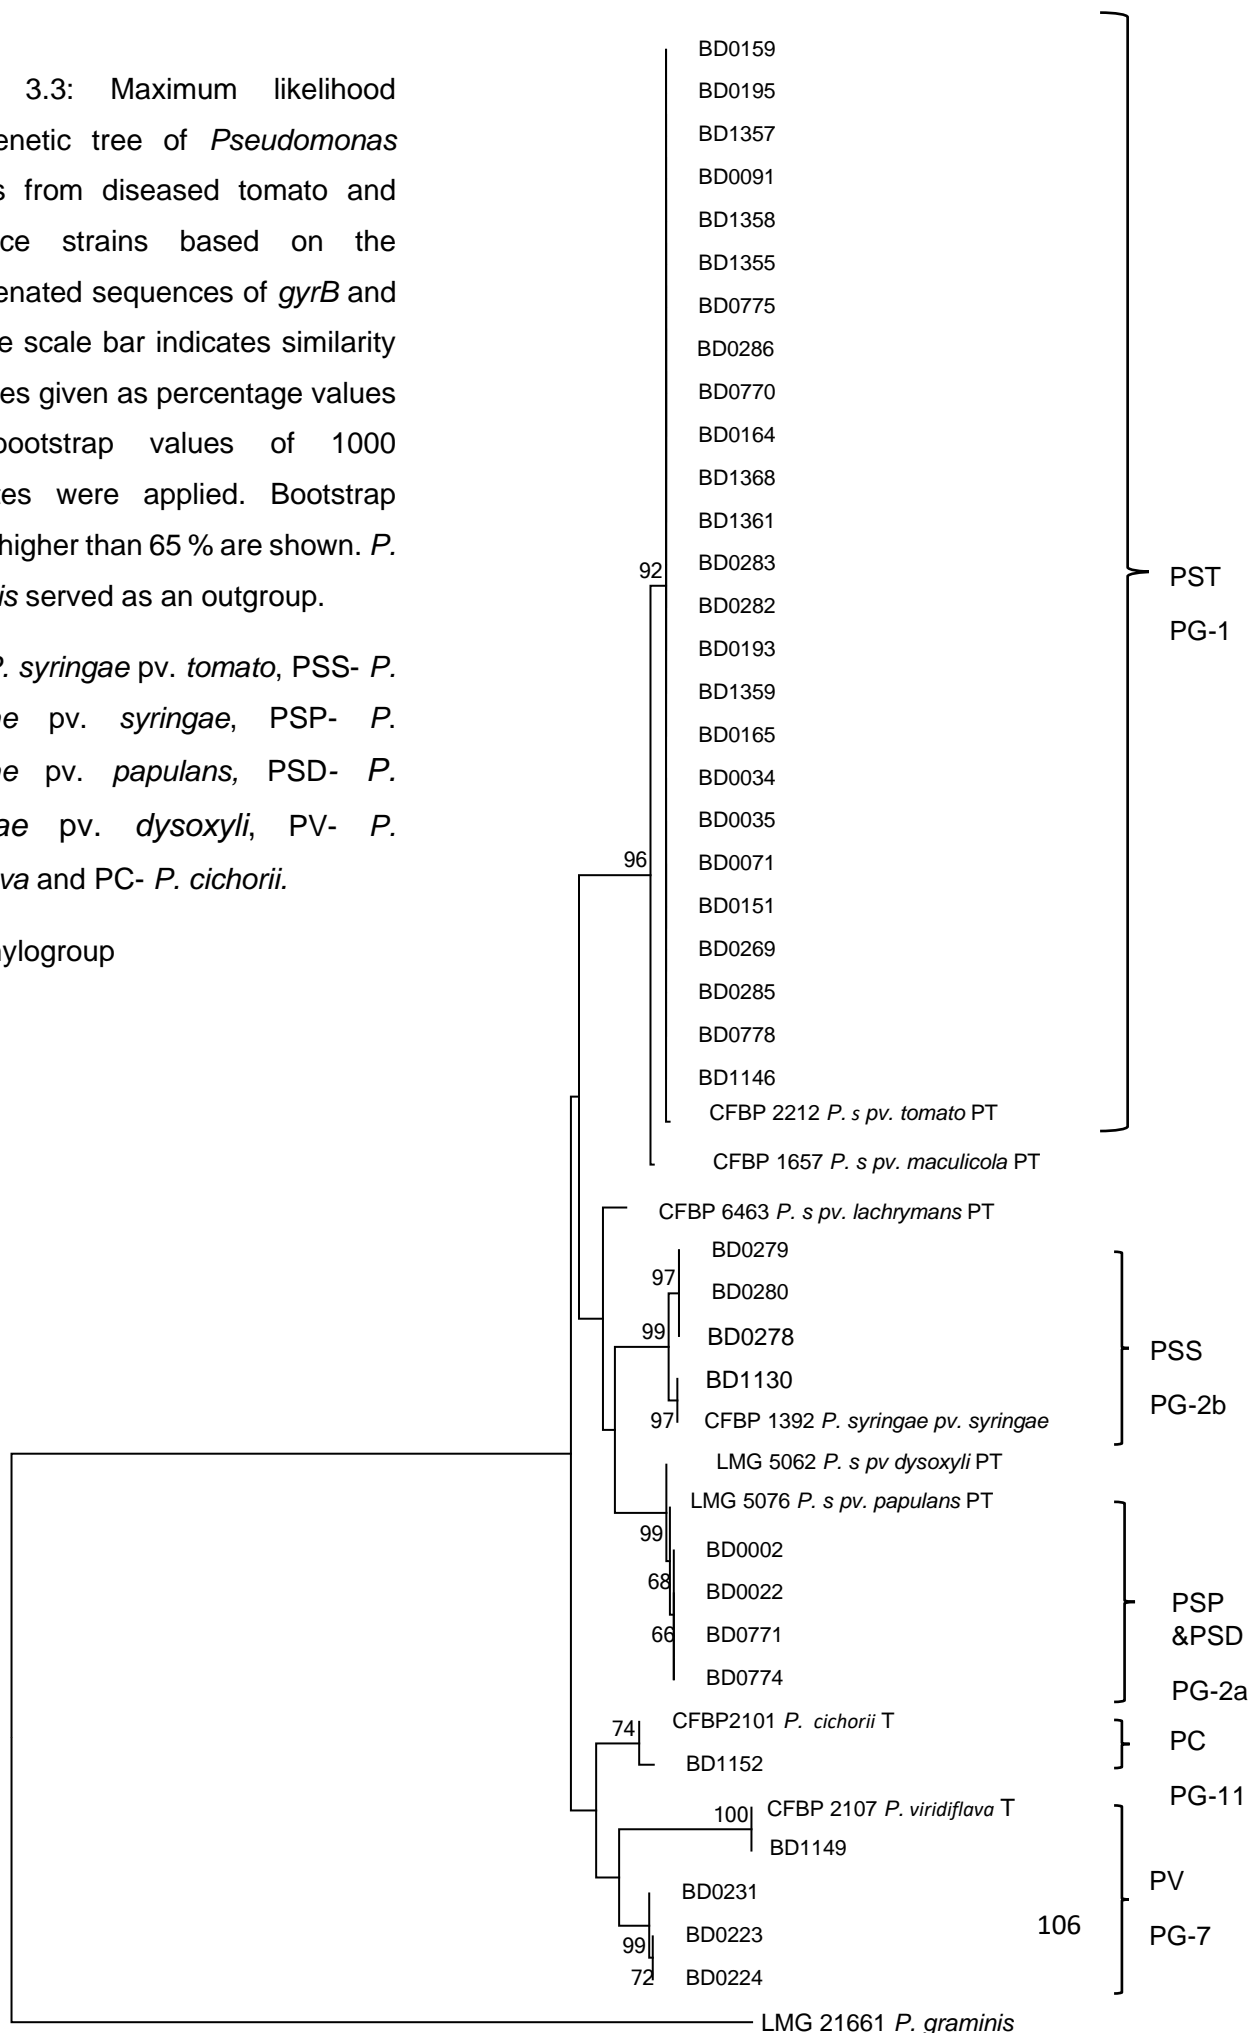 3.3: Maximum likelihood
enetic tree of Pseudomonas
s from diseased tomato and
ce strains based on the
enated sequences of gyrB and
e scale bar indicates similarity
es given as percentage values
bootstrap values of 1000
tes were applied. Bootstrap
higher than 65 % are shown. P.
is served as an outgroup.
P. syringae pv. tomato, PSS- P.
ae pv. syringae, PSP- P.
ae pv. papulans, PSD- P.
ae pv. dysoxyli, PV- P.
va and PC- P. cichorii.
hylogroup
BD0159
BD0195
BD1357
BD0091
BD1358
BD1355
BD0775
BD0286
BD0770
BD0164
BD1368
BD1361
BD0283
92
PST
BD0282
PG-1
BD0193
BD1359
BD0165
BD0034
BD0035
96
BD0071
BD0151
BD0269
BD0285
BD0778
BD1146
CFBP 2212 P. s pv. tomato PT
CFBP 1657 P. s pv. maculicola PT
CFBP 6463 P. s pv. lachrymans PT
BD0279
97
BD0280
99
BD0278
PSS
BD1130
PG-2b
97
CFBP 1392 P. syringae pv. syringae
LMG 5062 P. s pv dysoxyli PT
LMG 5076 P. s pv. papulans PT
99
BD0002
68
BD0022
PSP
&PSD
66
BD0771
BD0774
PG-2a
74
CFBP2101 P. cichorii T
PC
BD1152
PG-11
100
CFBP 2107 P. viridiflava T
BD1149
PV
BD0231
106
BD0223
PG-7
99
72
BD0224
LMG 21661 P. graminis